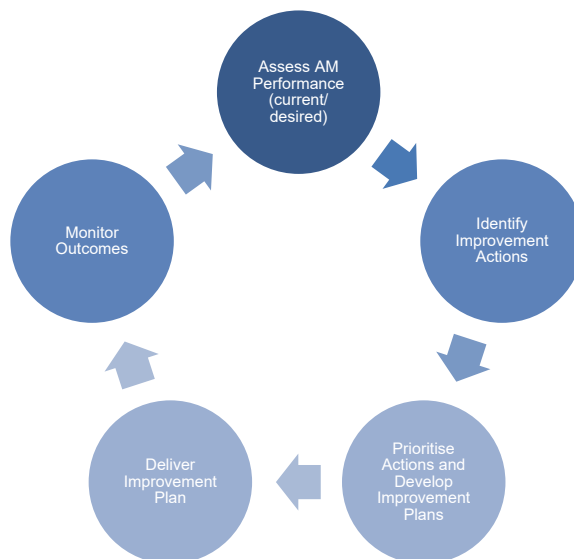 Assess AM
Performance
(current/
desired)
Identify
Improvement
Actions
Prioritise
Actions and
Develop
Improvement
Plans
Deliver
Improvement
Plan
Monitor
Outcomes